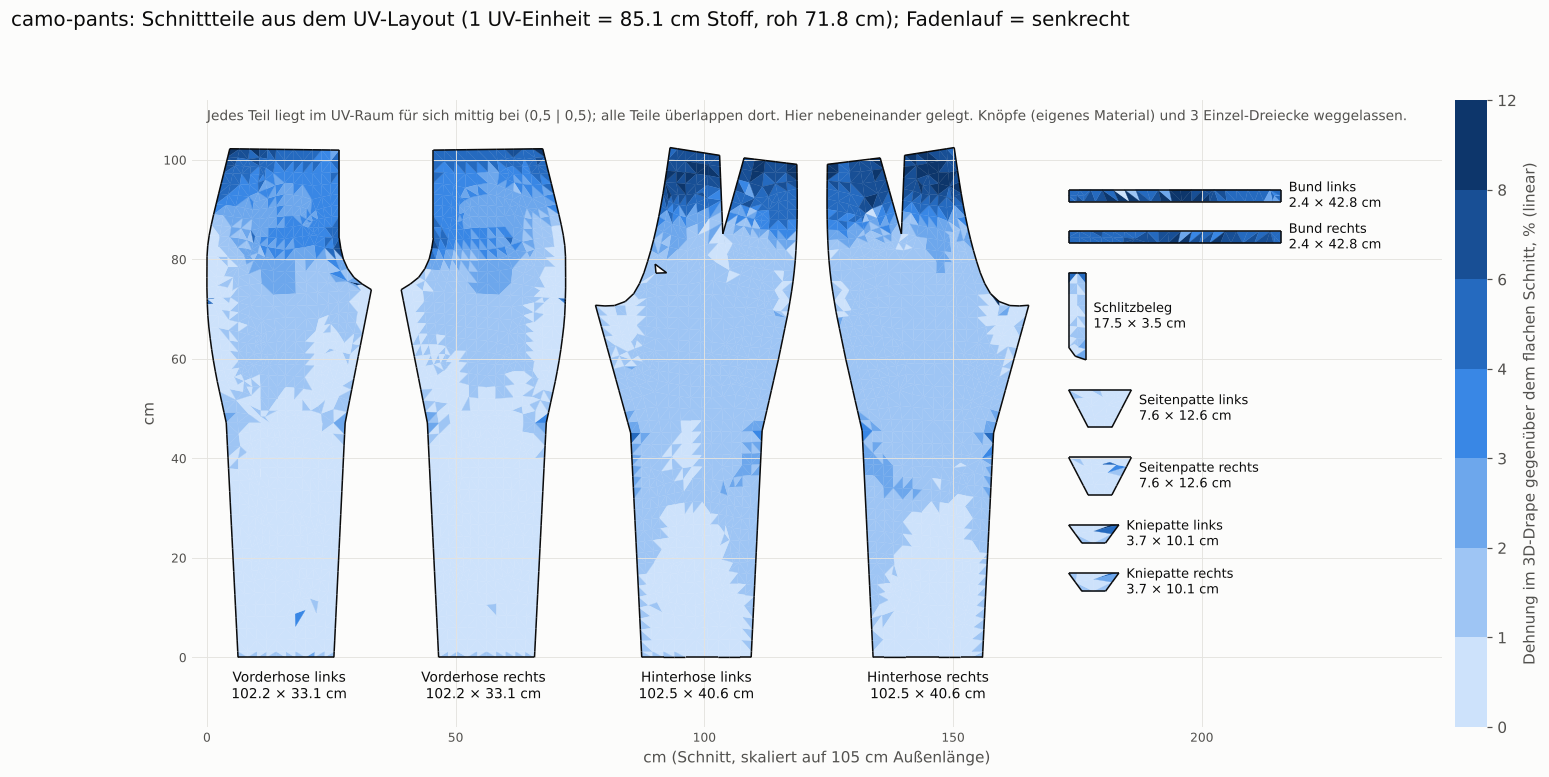 camo-pants: Schnittteile aus dem UV-Layout (1 UV-Einheit = 85.1 cm Stoff, roh 71.8 cm); Fadenlauf = senkrecht
Jedes Teil liegt im UV-Raum für sich mittig bei (0,5 | 0,5); alle Teile überlappen dort. Hier nebeneinander gelegt. Knöpfe (eigenes Material) und 3 Einzel-Dreiecke weggelassen.
100
80
60
40
20
0
cm
Bund links
2.4 × 42.8 cm
Bund rechts
2.4 × 42.8 cm
Schlitzbeleg
17.5 × 3.5 cm
Seitenpatte links
7.6 × 12.6 cm
Seitenpatte rechts
7.6 × 12.6 cm
Kniepatte links
3.7 × 10.1 cm
Kniepatte rechts
3.7 × 10.1 cm
Vorderhose links
102.2 × 33.1 cm
Vorderhose rechts
102.2 × 33.1 cm
Hinterhose links
102.5 × 40.6 cm
Hinterhose rechts
102.5 × 40.6 cm
0
50
100
150
200
cm (Schnitt, skaliert auf 105 cm Außenlänge)
12
8
6
4
3
2
1
0
Dehnung im 3D-Drape gegenüber dem flachen Schnitt, % (linear)